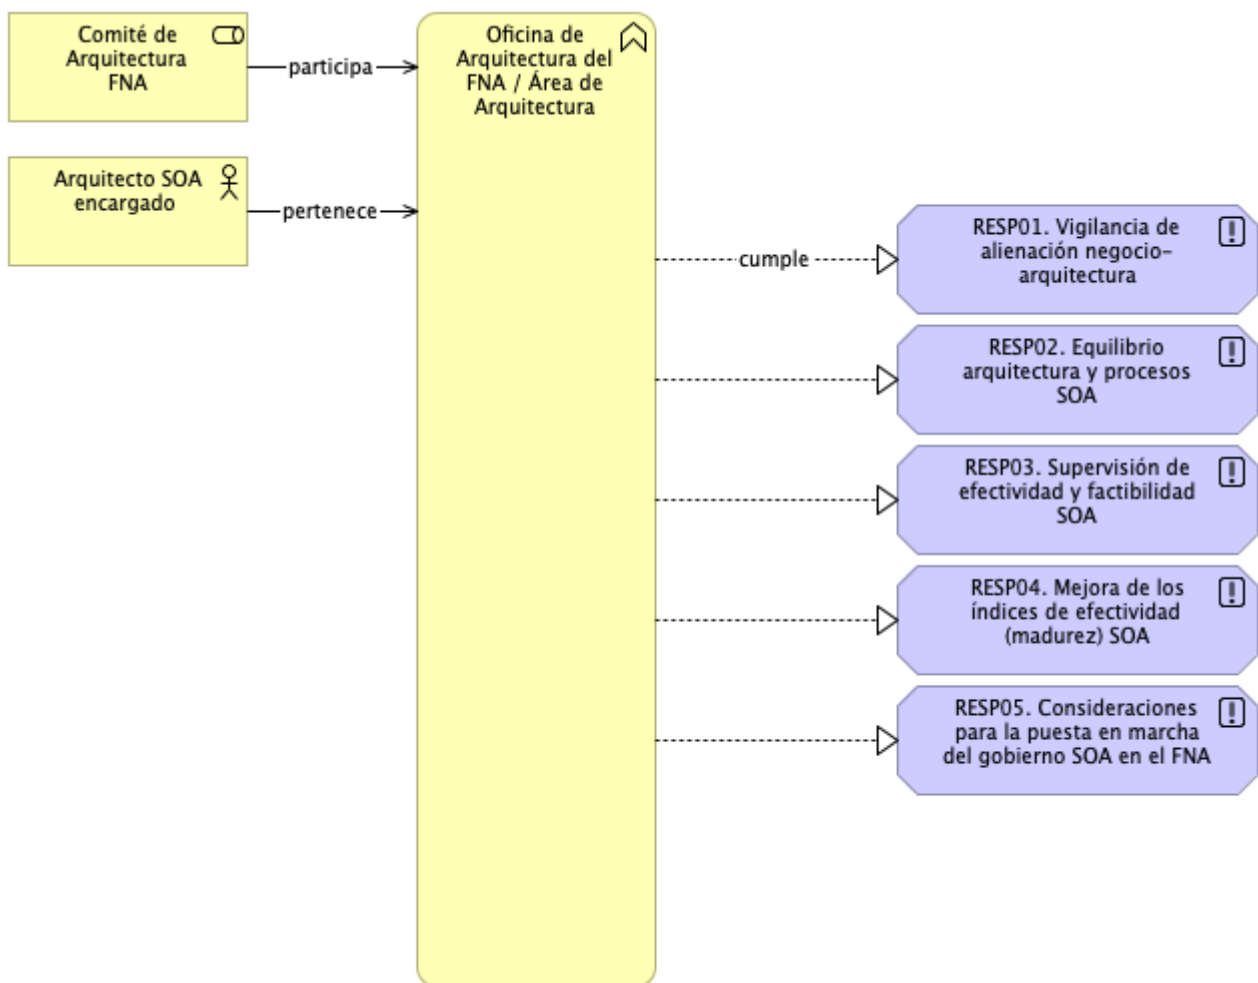 Comité de
Arquitectura
FNA
participa
Oficina de
Arquitectura del
FNA / Área de
Arquitectura
Arquitecto SOA
encargado
pertenece
cumple
RESP01. Vigilancia de
alienación negocio-
arquitectura
RESP02. Equilibrio
arquitectura y procesos
SOA
RESP03. Supervisión de
efectividad y factibilidad
SOA
RESP04. Mejora de los
índices de efectividad
(madurez) SOA
RESP05. Consideraciones
para la puesta en marcha
del gobierno SOA en el FNA